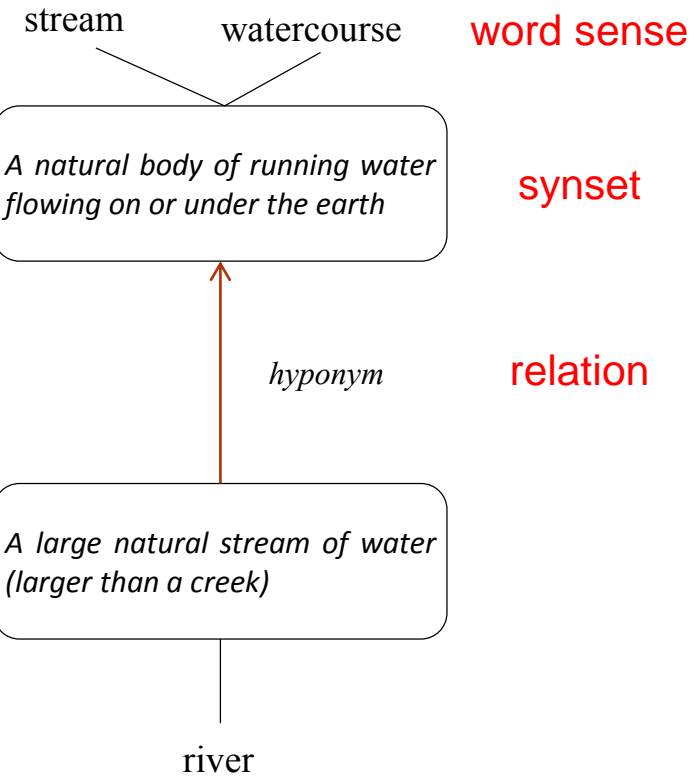 stream watercourse word sense
A natural body of running water
flowing on or under the earth
synset
hyponym relation
A large natural stream of water
(larger than a creek)
river